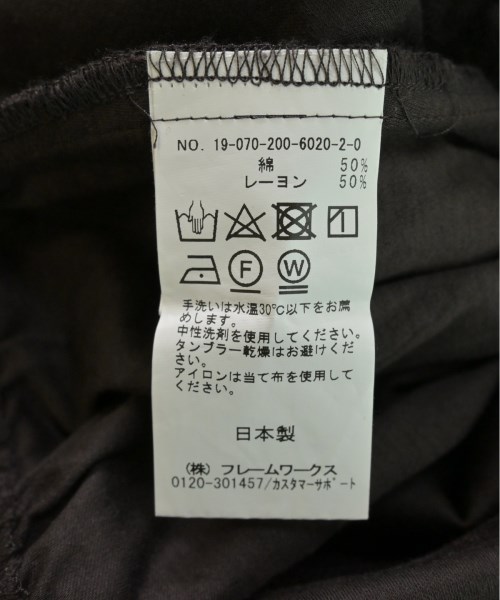 NO. 19-070-200-6020-2-0
綿 50%
レーヨン 50%
F W
手洗いは水温30℃以下をお薦
めします。
中性洗剤を使用してください。
タンブラー乾燥はお避けくだ
さい。
アイロンは当て布を使用して
ください。
日本製
(株) フレームワークス
0120-301457/カスタマーサポート